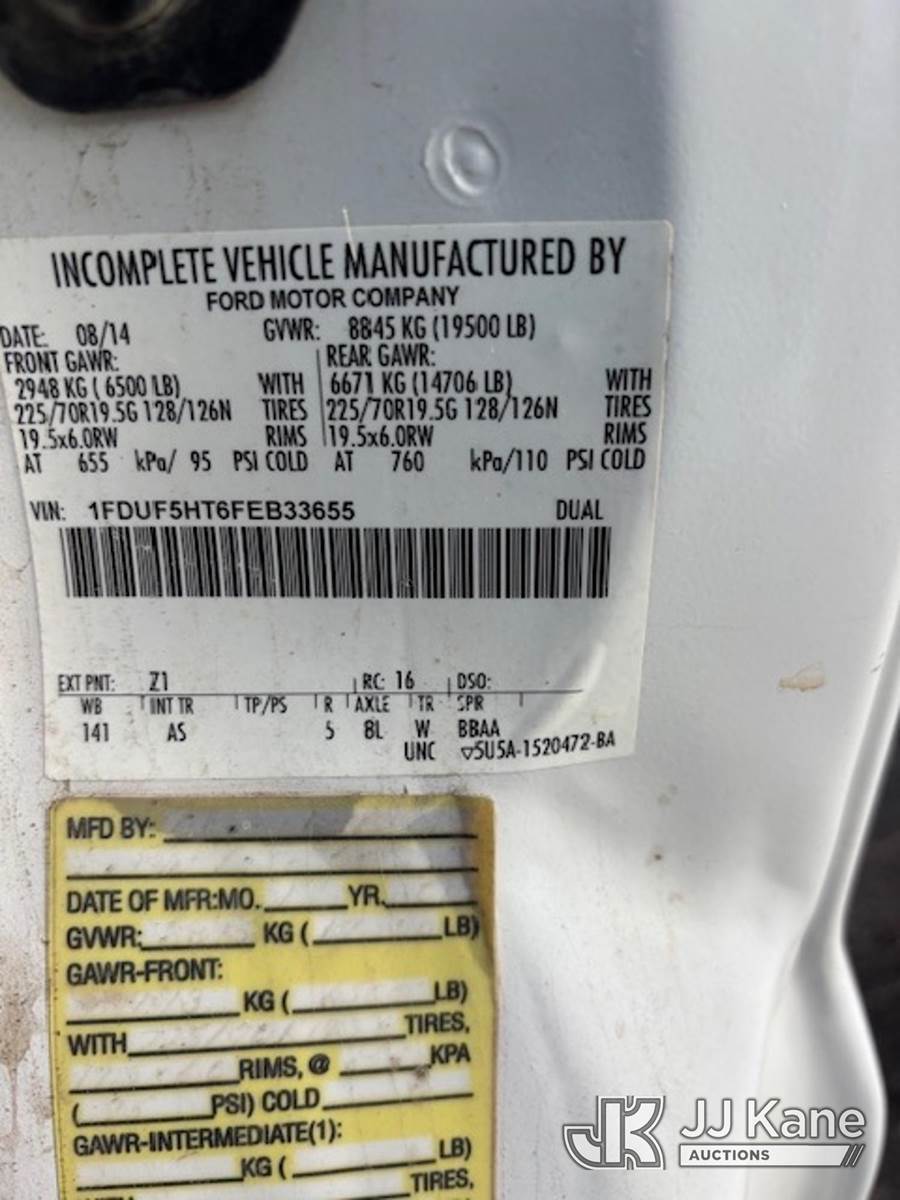 INCOMPLETE VEHICLE MANUFACTURED BY
FORD MOTOR COMPANY
DATE: 08/14 GVWR: 8845 KG (19500 LB)
FRONT GAWR: REAR GAWR:
2948 KG ( 6500 LB) WITH 6671 KG (14706 LB) WITH
225/70R19.5G 128/126N TIRES 225/70R19.5G 128/126N TIRES
19.5x6.0RW RIMS 19.5x6.0RW RIMS
AT 655 kPa/ 95 PSI COLD AT 760 kPa/110 PSI COLD
VIN: 1FDUF5HT6FEB33655 DUAL
EXT PNT: Z1 RC: 16 DSO:
WB INT TR TP/PS R AXLE TR SPR
141 AS 5 8L W BBAA
UNC ▽5U5A-1520472-BA
MFD BY:
DATE OF MFR:MO. YR.
GVWR: KG ( LB)
GAWR-FRONT:
KG ( LB)
WITH TIRES,
RIMS, @ KPA
( PSI) COLD
GAWR-INTERMEDIATE(1):
KG ( LB)
TIRES,
JK JJ Kane
AUCTIONS